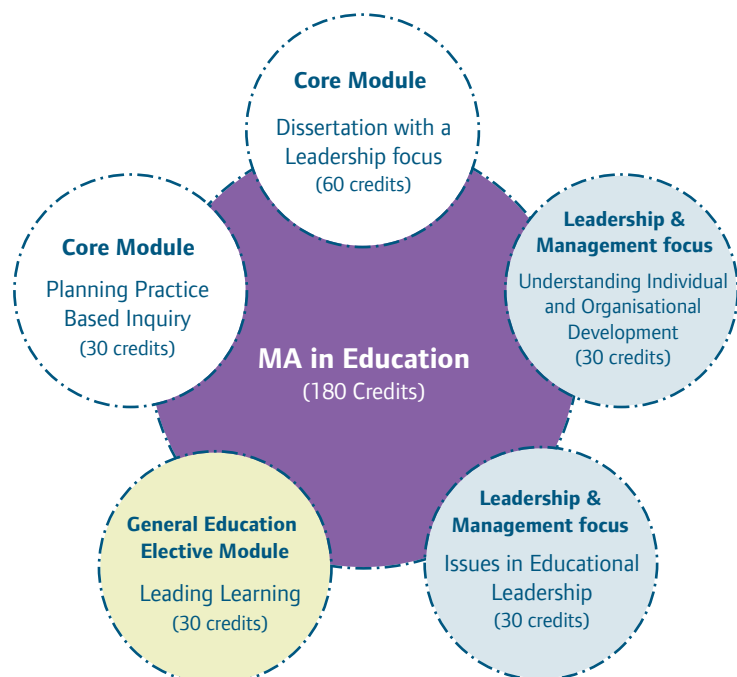 Core Module
Dissertation with a
Leadership focus
(60 credits)
Leadership &
Management focus
Understanding Individual
and Organisational
Development
(30 credits)
Core Module
Planning Practice
Based Inquiry
(30 credits)
MA in Education
(180 Credits)
General Education
Elective Module
Leading Learning
(30 credits)
Leadership &
Management focus
Issues in Educational
Leadership
(30 credits)